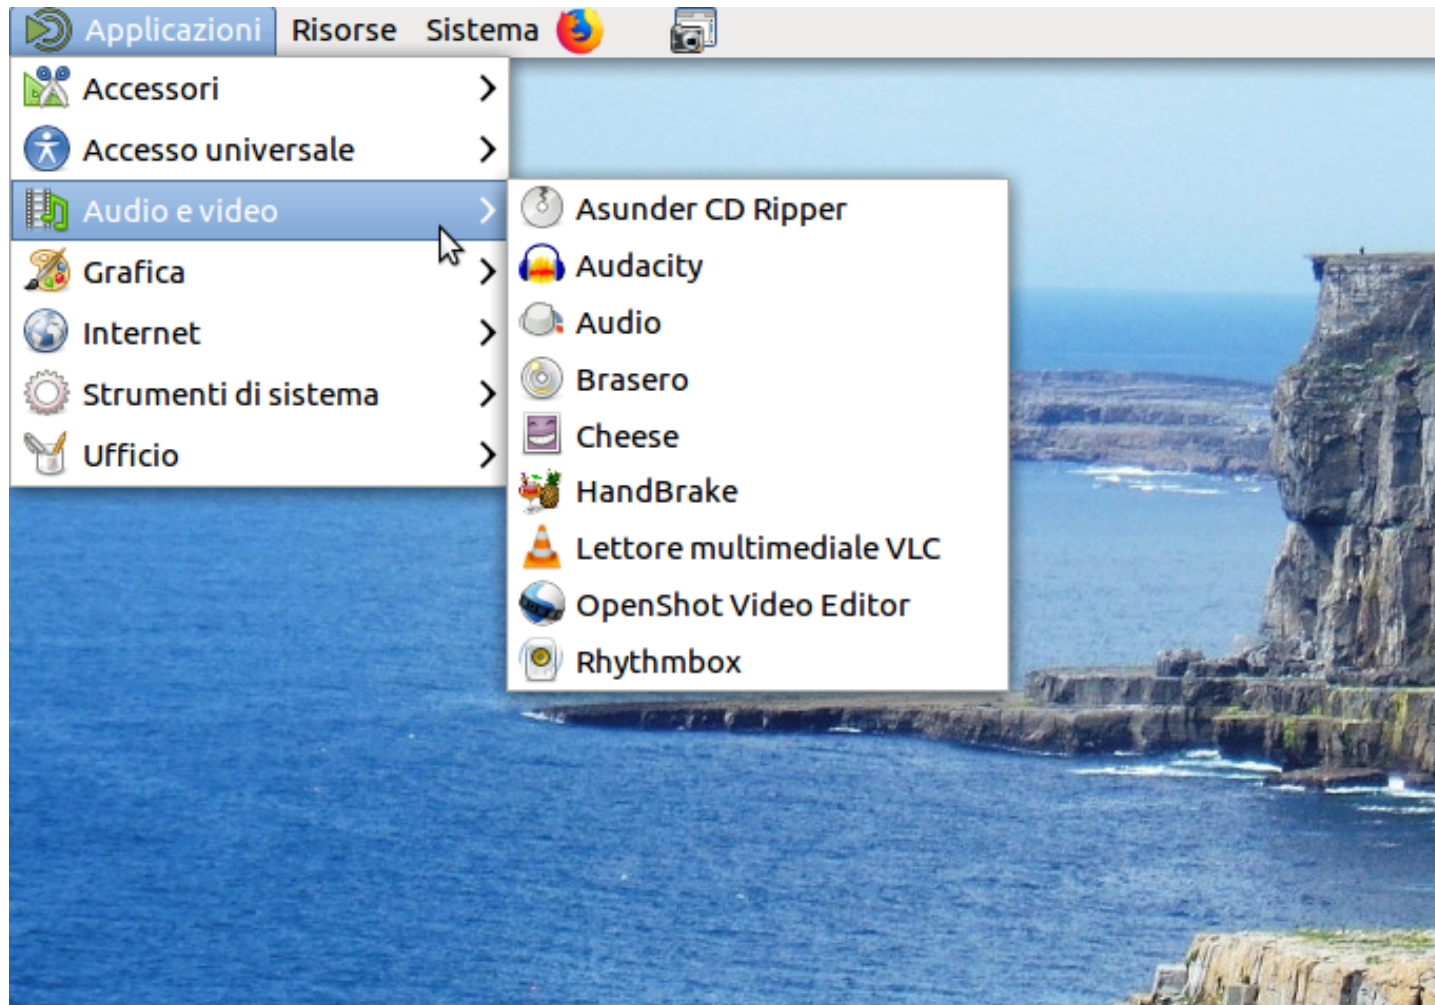 Applicazioni Risorse Sistema
Accessori
Accesso universale
Audio e video
Grafica
Internet
Strumenti di sistema
Ufficio
Asunder CD Ripper
Audacity
Audio
Brasero
Cheese
HandBrake
Lettore multimediale VLC
OpenShot Video Editor
Rhythmbox